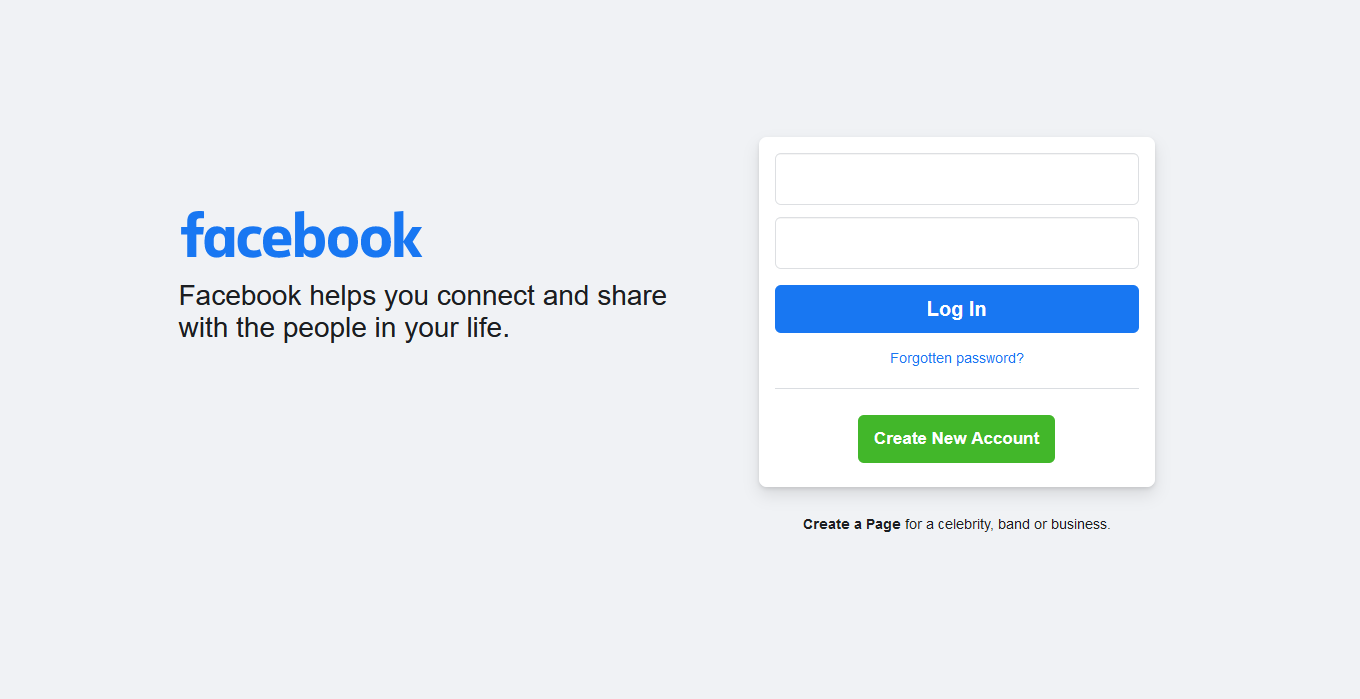 facebook
Facebook helps you connect and share
with the people in your life.
Log In
Forgotten password?
Create New Account
Create a Page for a celebrity, band or business.